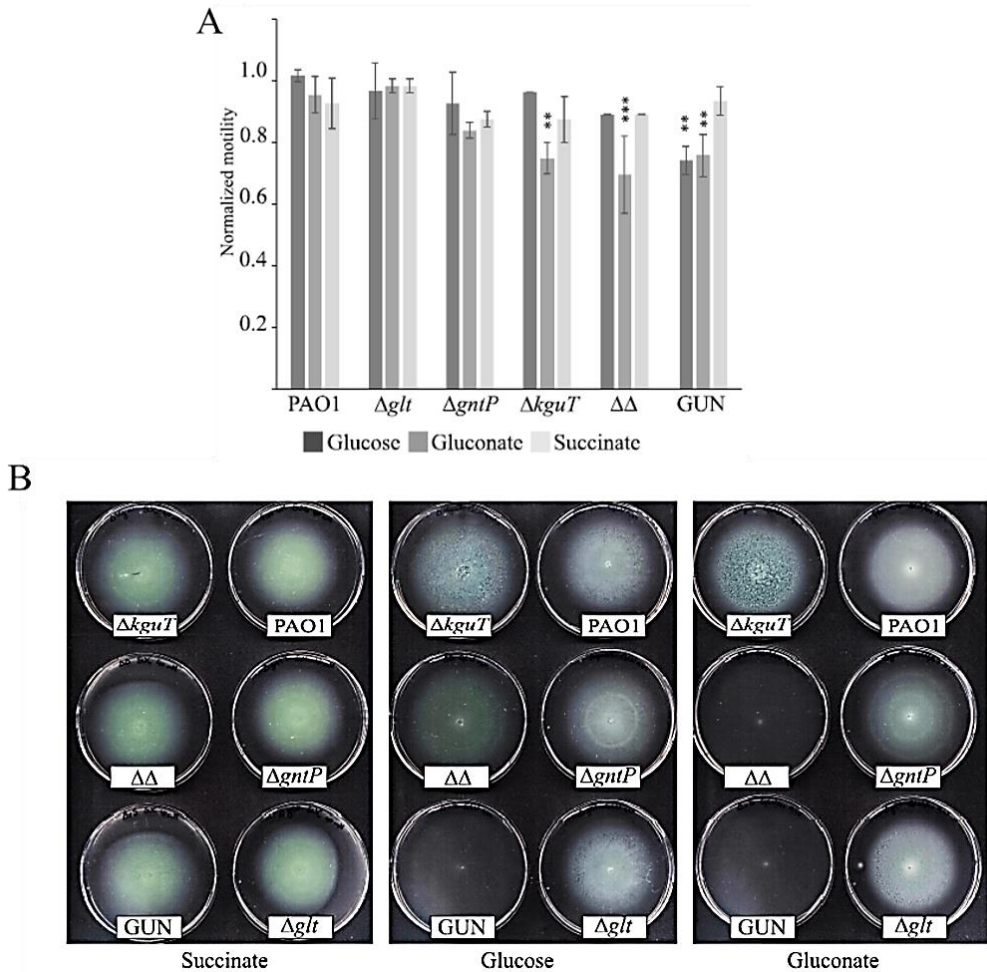 A
Normalized motility
1.0
0.8
0.6
0.4
0.2
**
***
**
**
PAO1 Δglt ΔgntP ΔkguT ΔΔ GUN
Glucose Gluconate Succinate
B
ΔkguT PAO1 ΔkguT PAO1 ΔkguT PAO1
ΔΔ ΔgntP ΔΔ ΔgntP ΔΔ ΔgntP
GUN Δglt GUN Δglt GUN Δglt
Succinate Glucose Gluconate